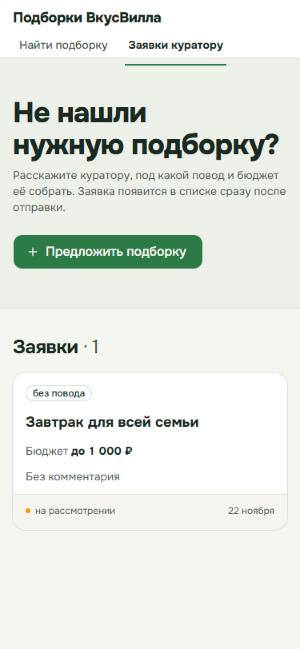 Подборки ВкусВилла
Найти подборку Заявки куратору
Не нашли
нужную подборку?
Расскажите куратору, под какой повод и бюджет
её собрать. Заявка появится в списке сразу после
отправки.
+ Предложить подборку
Заявки · 1
без повода
Завтрак для всей семьи
Бюджет до 1 000 ₽
Без комментария
на рассмотрении 22 ноября